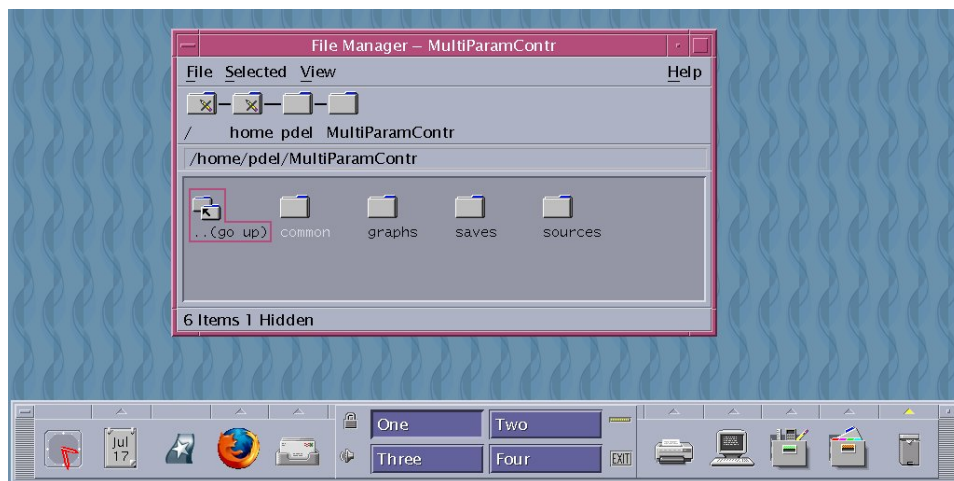 File Manager – MultiParamContr
File Selected View Help
/ home pdel MultiParamContr
/home/pdel/MultiParamContr
..(go up) common graphs saves sources
6 Items 1 Hidden
One Two
Jul
17
EXIT
Three Four